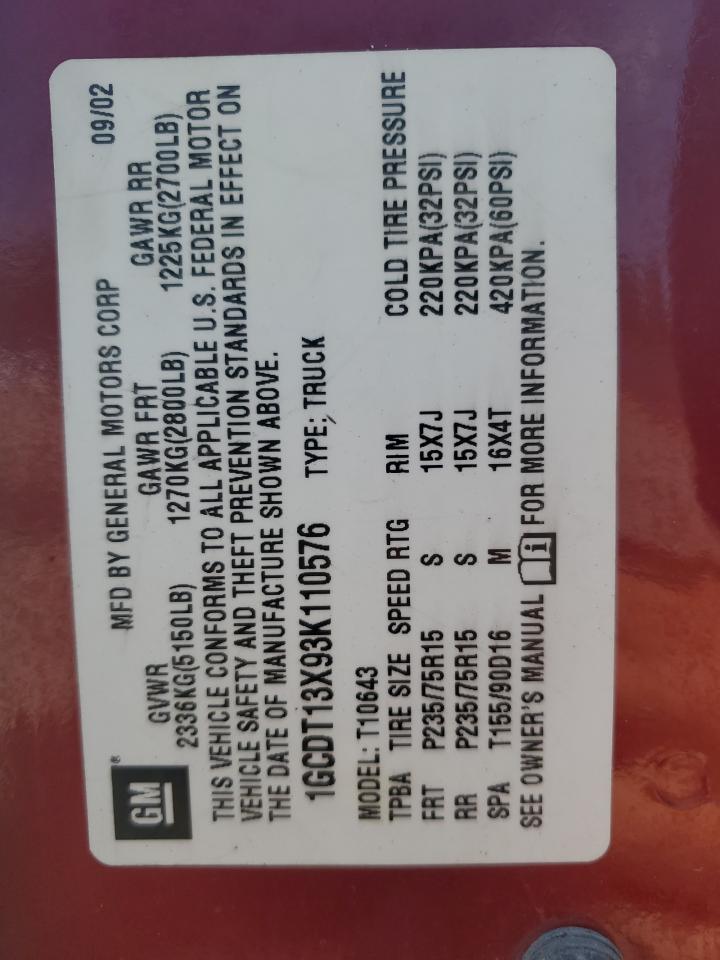 GM
MFD BY GENERAL MOTORS CORP 09/02
GVWR GAWR FRT GAWR RR
2336KG(5150LB) 1270KG(2800LB) 1225KG(2700LB)
THIS VEHICLE CONFORMS TO ALL APPLICABLE U.S. FEDERAL MOTOR
VEHICLE SAFETY AND THEFT PREVENTION STANDARDS IN EFFECT ON
THE DATE OF MANUFACTURE SHOWN ABOVE.
1GCDT13X93K110576 TYPE: TRUCK
MODEL: T10643
TPBA TIRE SIZE SPEED RTG RIM COLD TIRE PRESSURE
FRT P235/75R15 S 15X7J 220KPA(32PSI)
RR P235/75R15 S 15X7J 220KPA(32PSI)
SPA T155/90D16 M 16X4T 420KPA(60PSI)
SEE OWNER'S MANUAL i FOR MORE INFORMATION.